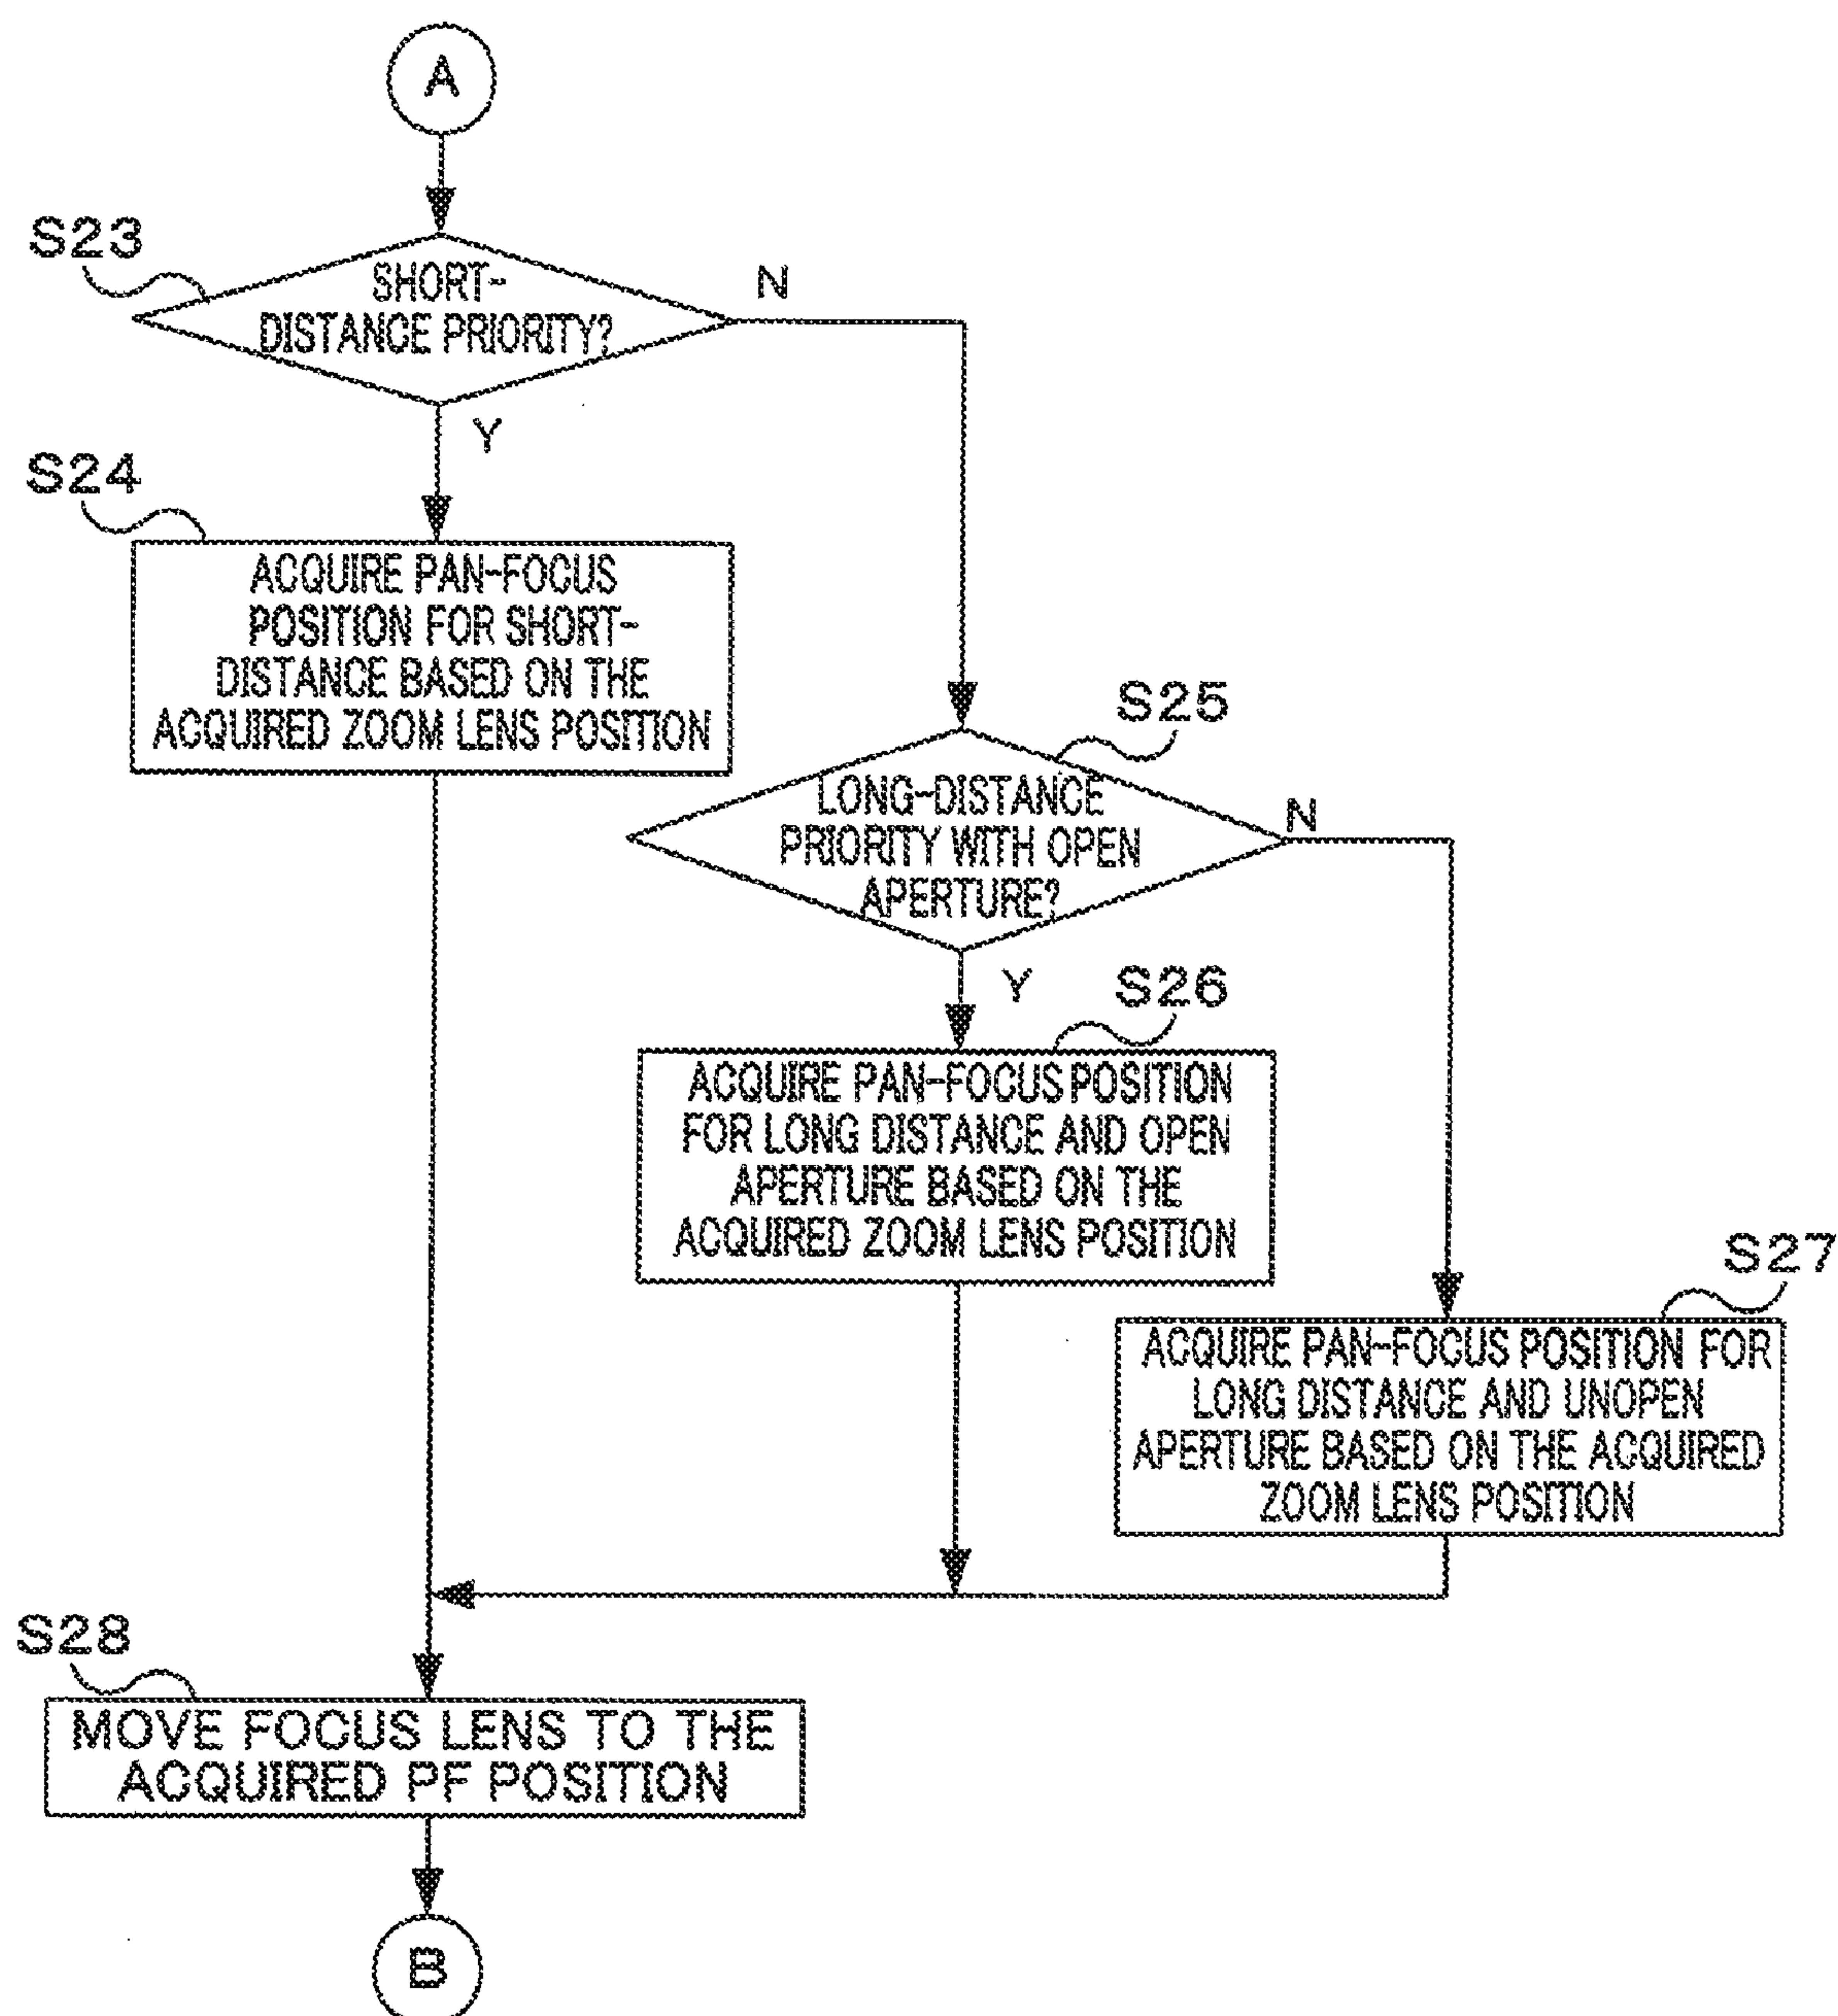 A
S23
SHORT-
DISTANCE PRIORITY?
N
Y
S24
ACQUIRE PAN-FOCUS
POSITION FOR SHORT-
DISTANCE BASED ON THE
ACQUIRED ZOOM LENS POSITION
S25
LONG-DISTANCE
PRIORITY WITH OPEN
APERTURE?
N
Y
S26
ACQUIRE PAN-FOCUS POSITION
FOR LONG DISTANCE AND OPEN
APERTURE BASED ON THE
ACQUIRED ZOOM LENS POSITION
S27
ACQUIRE PAN-FOCUS POSITION FOR
LONG DISTANCE AND UNOPEN
APERTURE BASED ON THE ACQUIRED
ZOOM LENS POSITION
S28
MOVE FOCUS LENS TO THE
ACQUIRED PF POSITION
B